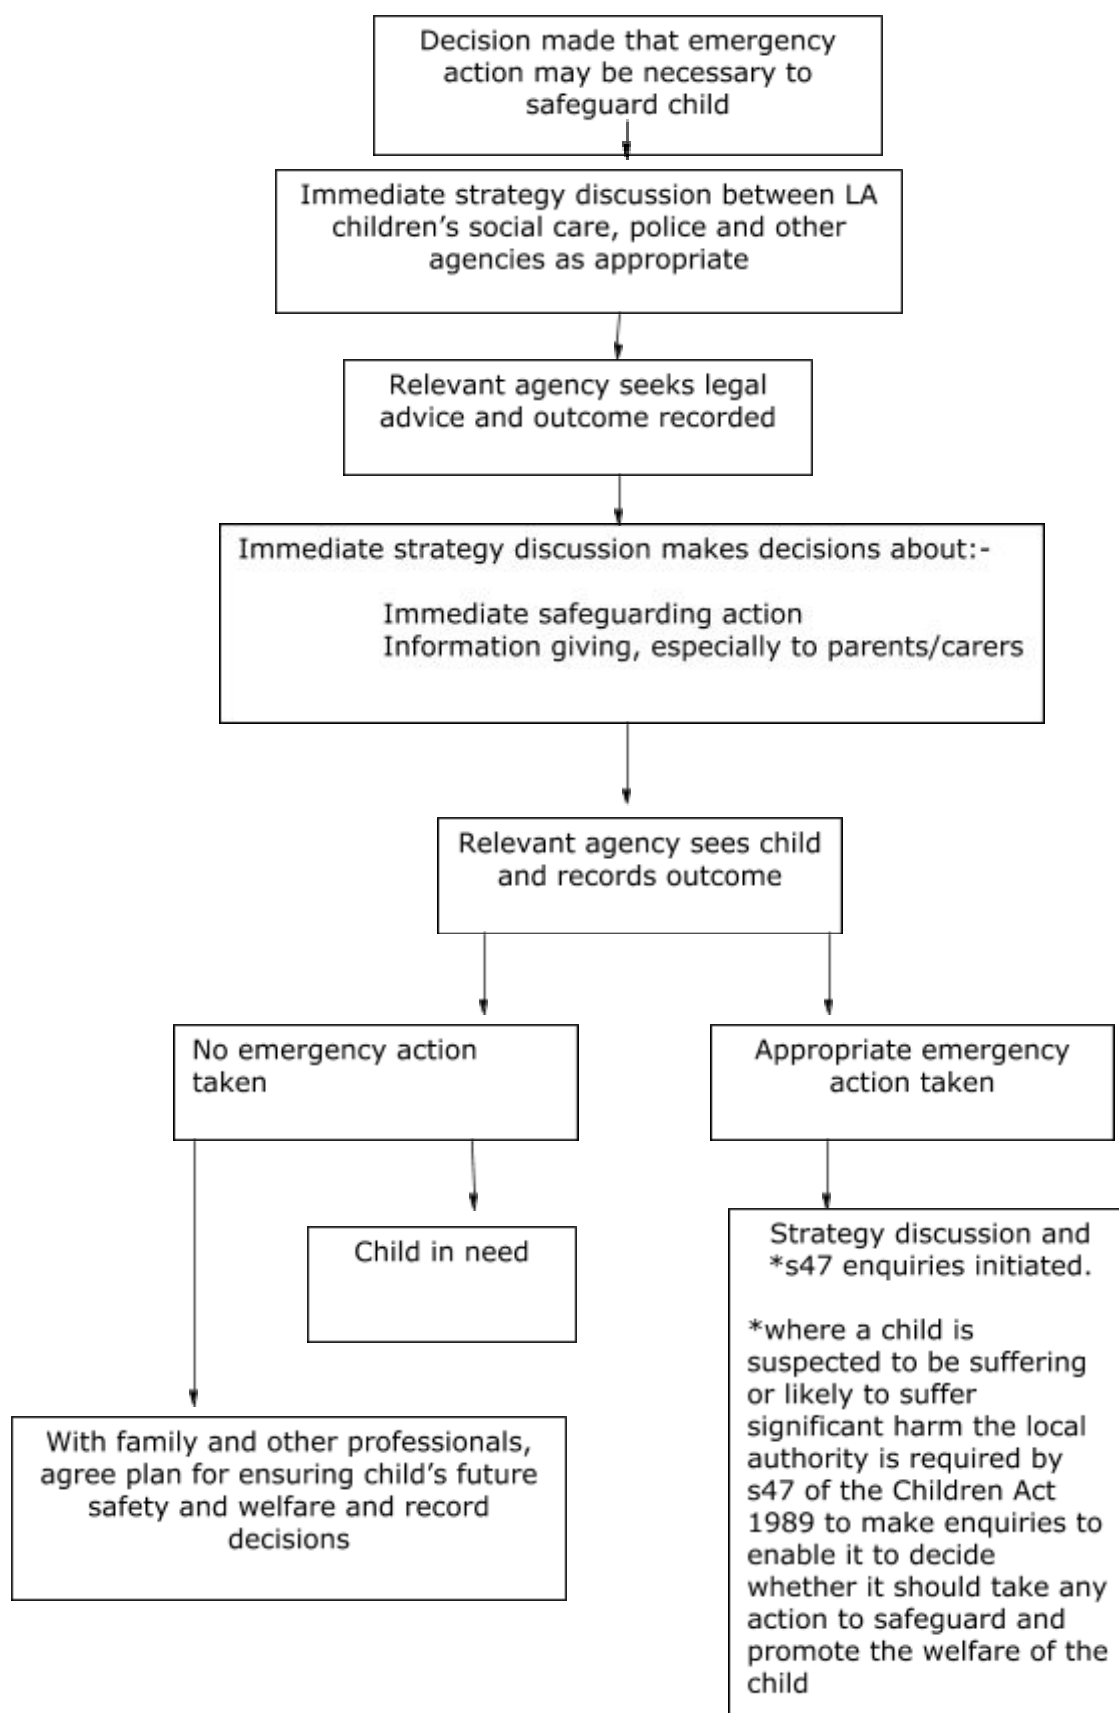 Decision made that emergency
action may be necessary to
safeguard child
Immediate strategy discussion between LA
children's social care, police and other
agencies as appropriate
Relevant agency seeks legal
advice and outcome recorded
Immediate strategy discussion makes decisions about:-
Immediate safeguarding action
Information giving, especially to parents/carers
Relevant agency sees child
and records outcome
No emergency action
taken
Appropriate emergency
action taken
Child in need
With family and other professionals,
agree plan for ensuring child's future
safety and welfare and record
decisions
Strategy discussion and
*s47 enquiries initiated.
*where a child is
suspected to be suffering
or likely to suffer
significant harm the local
authority is required by
s47 of the Children Act
1989 to make enquiries to
enable it to decide
whether it should take any
action to safeguard and
promote the welfare of the
child